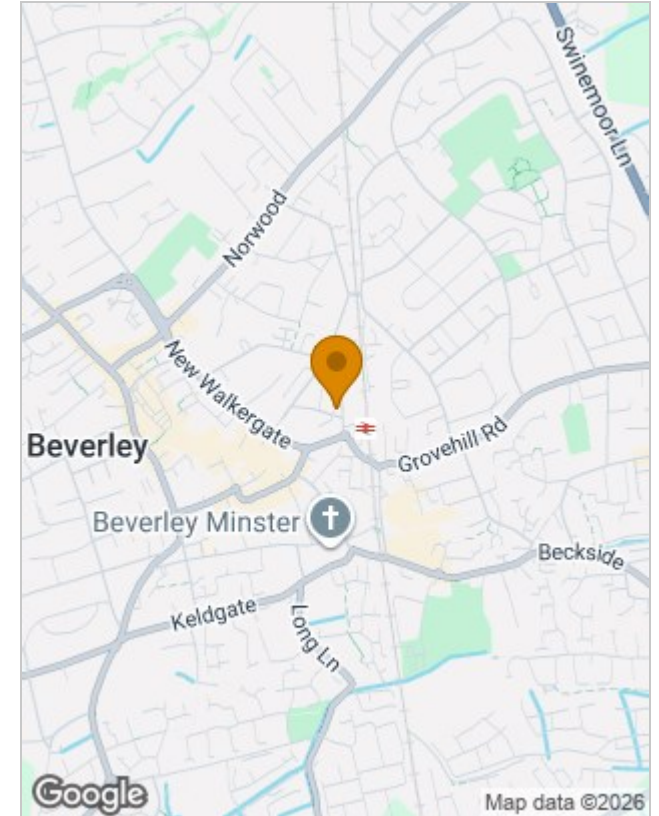 Swinemoor Ln
Norwood
New Walkergate
Beverley
Grovehill Rd
Beverley Minster
Beckside
Keldgate
Long Ln
Google
Map data ©2026